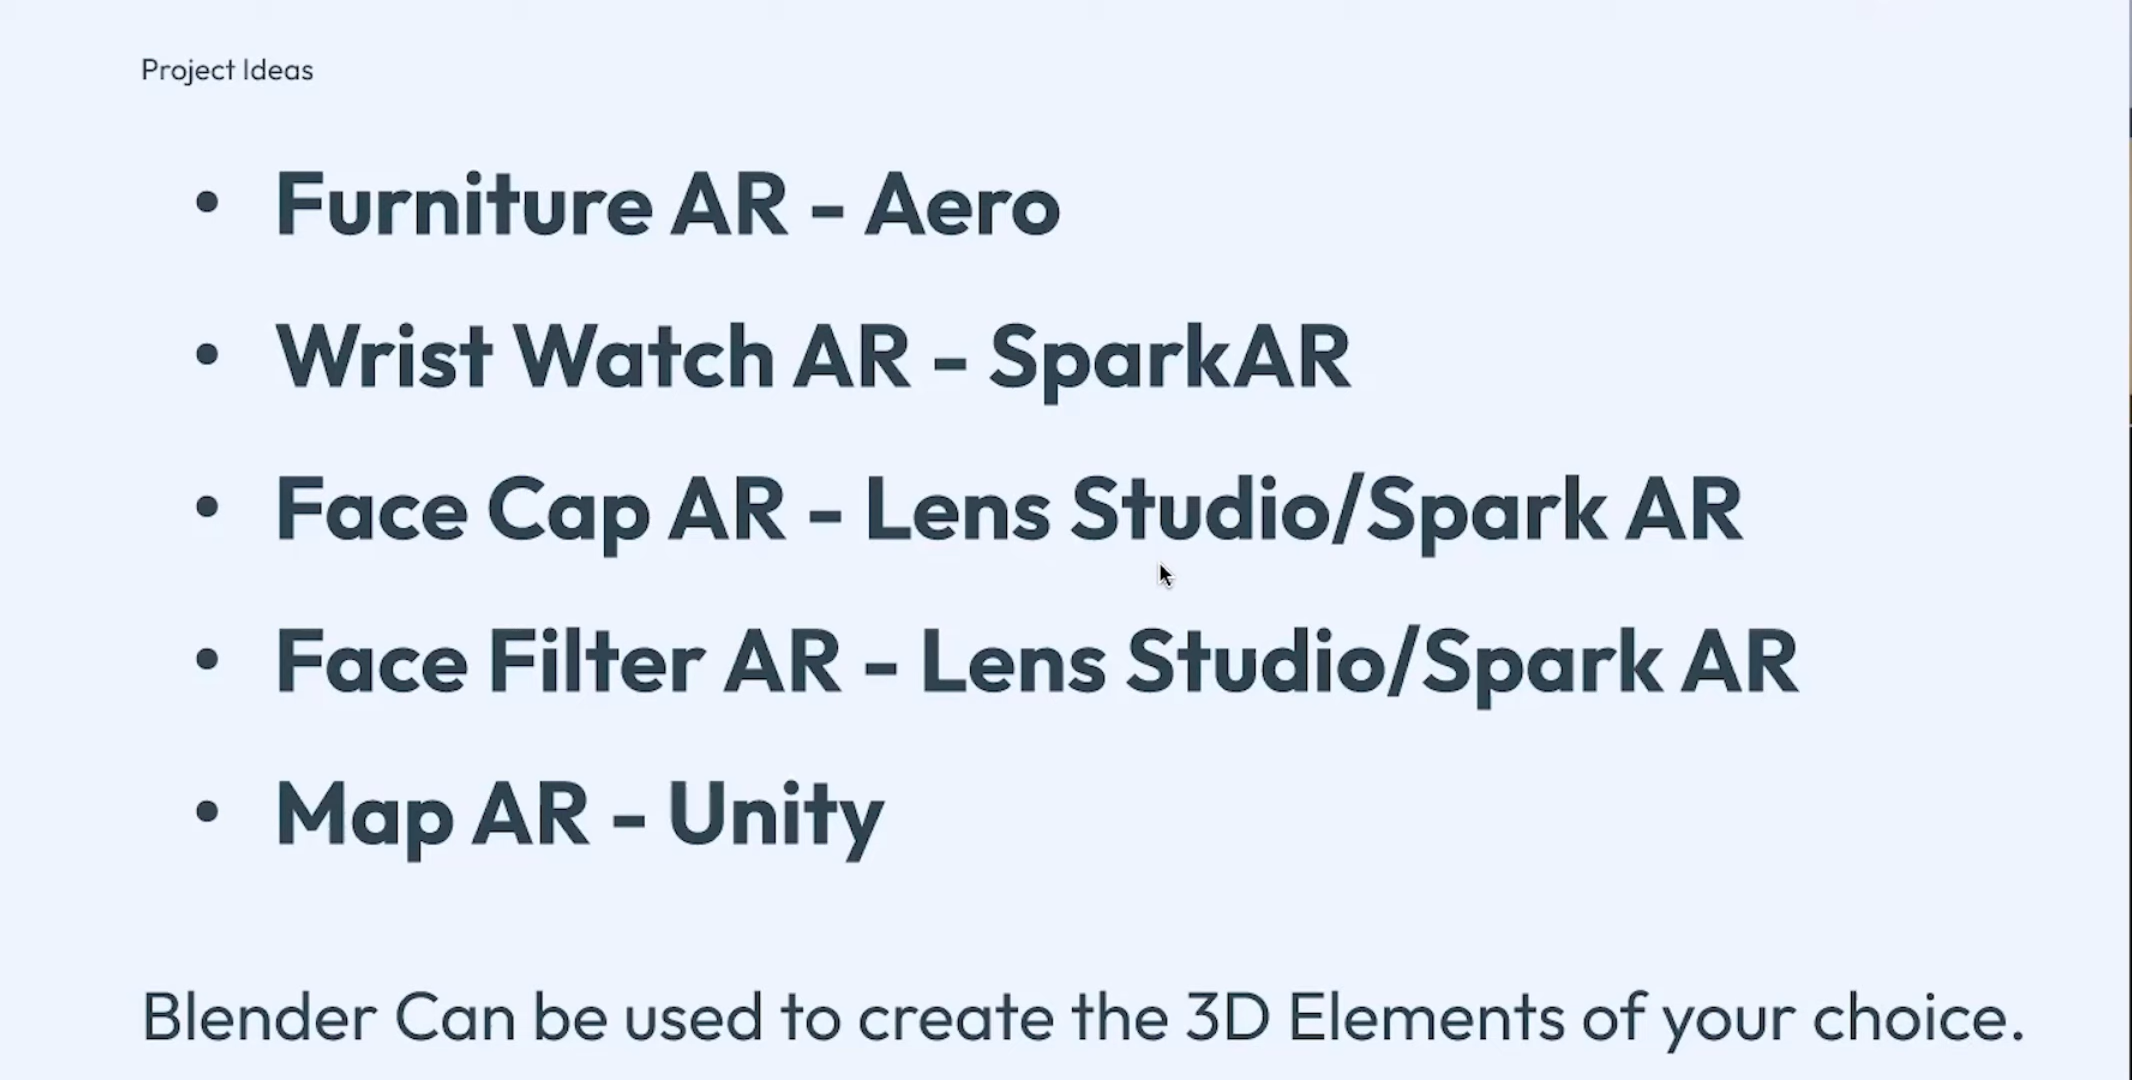 Project Ideas
• Furniture AR - Aero
• Wrist Watch AR - SparkAR
• Face Cap AR - Lens Studio/Spark AR
• Face Filter AR - Lens Studio/Spark AR
• Map AR - Unity
Blender Can be used to create the 3D Elements of your choice.